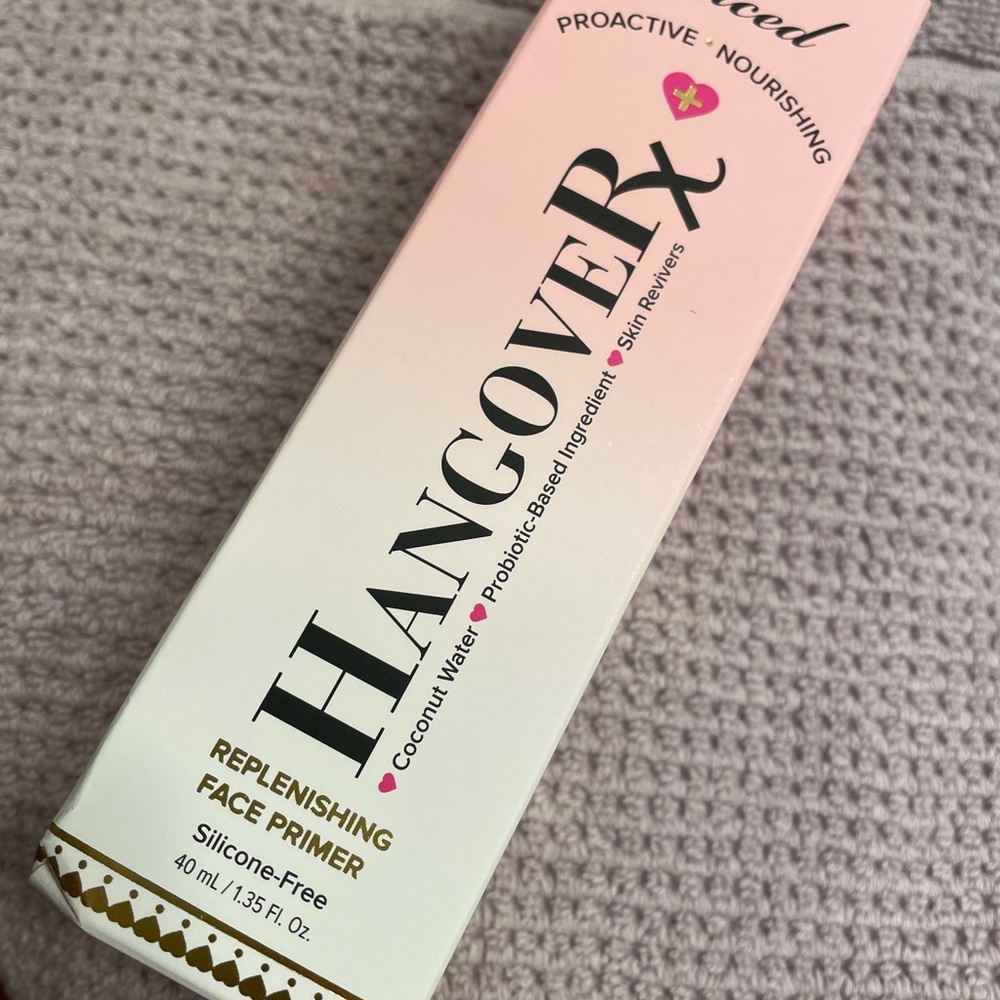 PROACTIVE • NOURISHING
HANGOVERx
Coconut Water ♥ Probiotic-Based Ingredient ♥ Skin Revivers
REPLENISHING
FACE PRIMER
Silicone-Free
40 mL / 1.35 Fl. Oz.